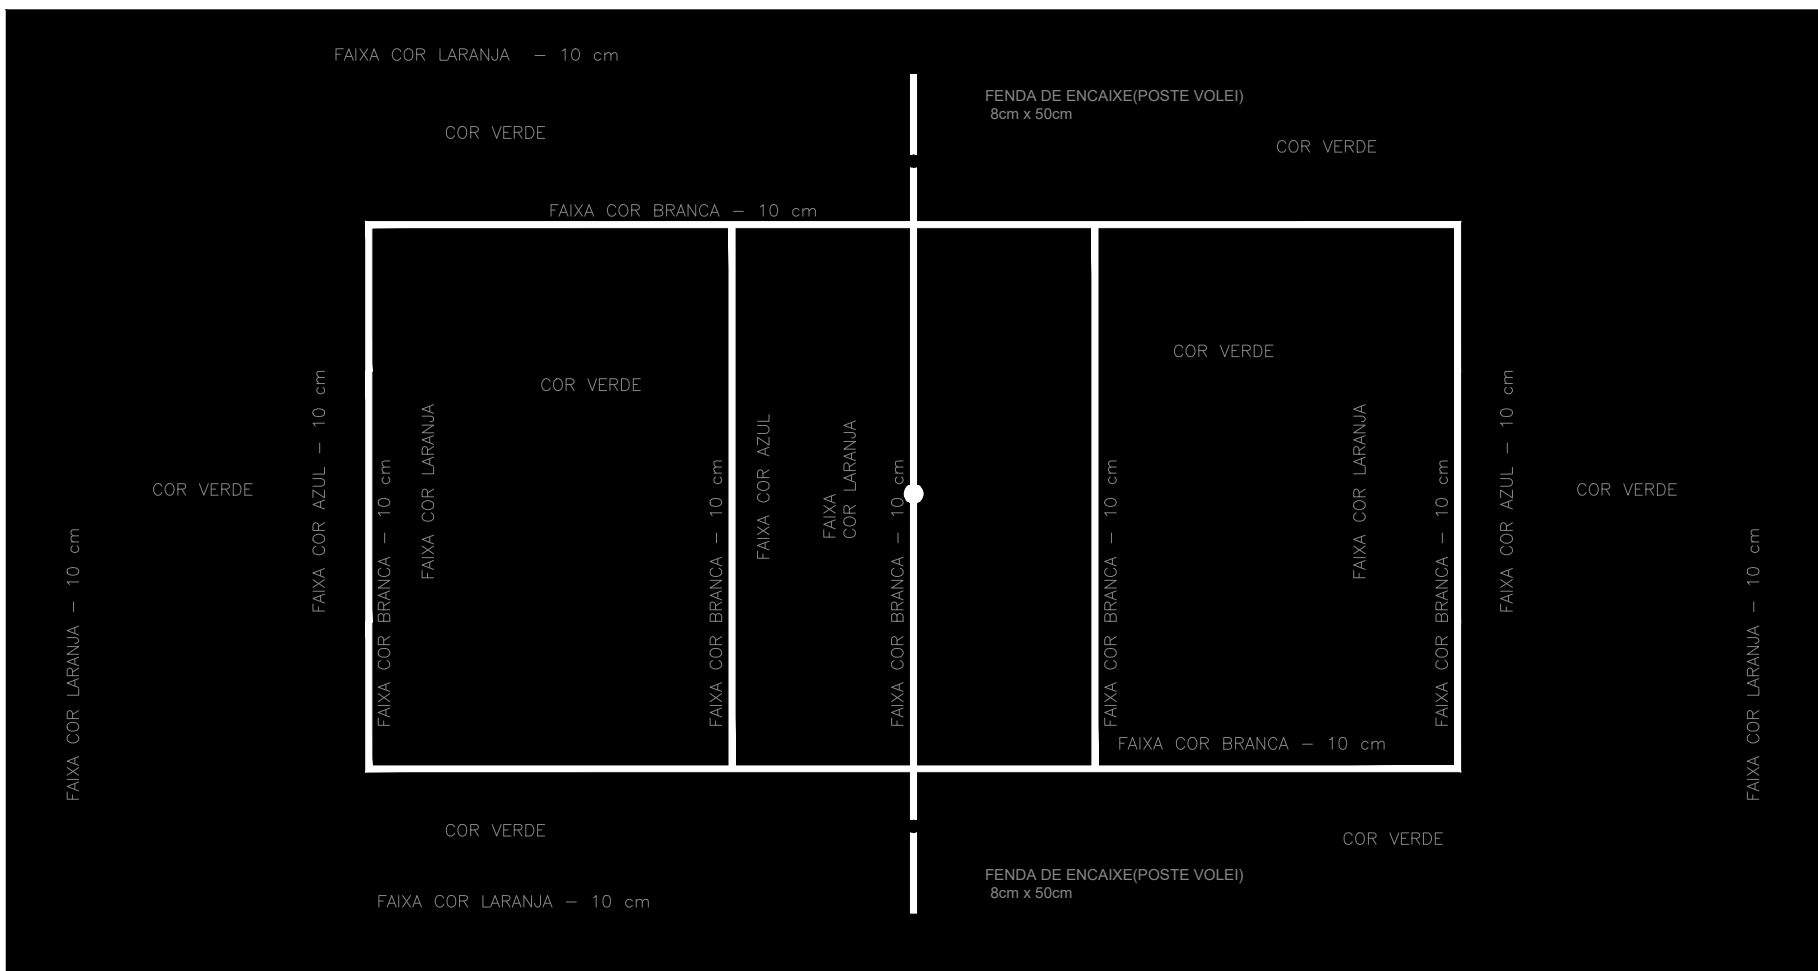 FAIXA COR LARANJA - 10 cm
FENDA DE ENCAIXE(POSTE VOLEI)
8cm x 50cm
COR VERDE
COR VERDE
FAIXA COR BRANCA - 10 cm
COR VERDE
COR VERDE
FAIXA COR LARANJA - 10 cm
COR VERDE
FAIXA COR AZUL - 10 cm
FAIXA COR BRANCA - 10 cm
FAIXA COR LARANJA
FAIXA COR BRANCA - 10 cm
FAIXA COR AZUL
FAIXA
COR LARANJA
FAIXA COR BRANCA - 10 cm
FAIXA COR BRANCA - 10 cm
FAIXA COR LARANJA
FAIXA COR BRANCA - 10 cm
FAIXA COR AZUL - 10 cm
COR VERDE
FAIXA COR LARANJA - 10 cm
FAIXA COR BRANCA - 10 cm
COR VERDE
COR VERDE
FENDA DE ENCAIXE(POSTE VOLEI)
8cm x 50cm
FAIXA COR LARANJA - 10 cm